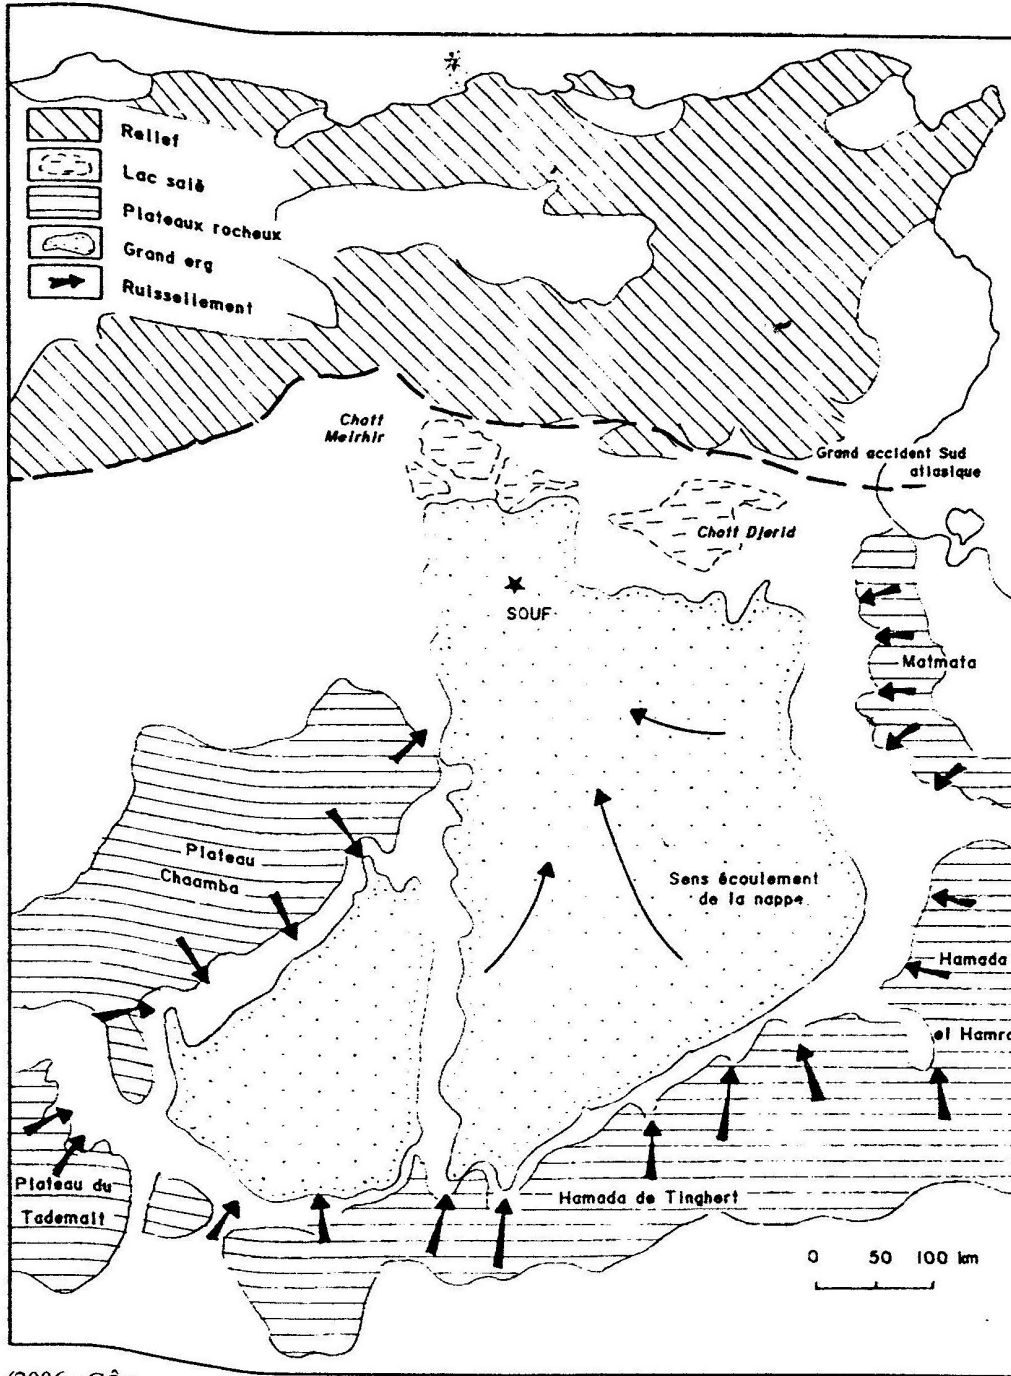 Relief
Lac salé
Plateaux rocheux
Grand erg
Ruissellement
Chott
Melrhir
Grand accident Sud
atlasique
Chott Djerid
SOUF
Matmata
Plateau
Chaamba
Sens écoulement
de la nappe
Hamada
el Hamra
Plateau du
Tademait
Hamada de Tinghert
0 50 100 km